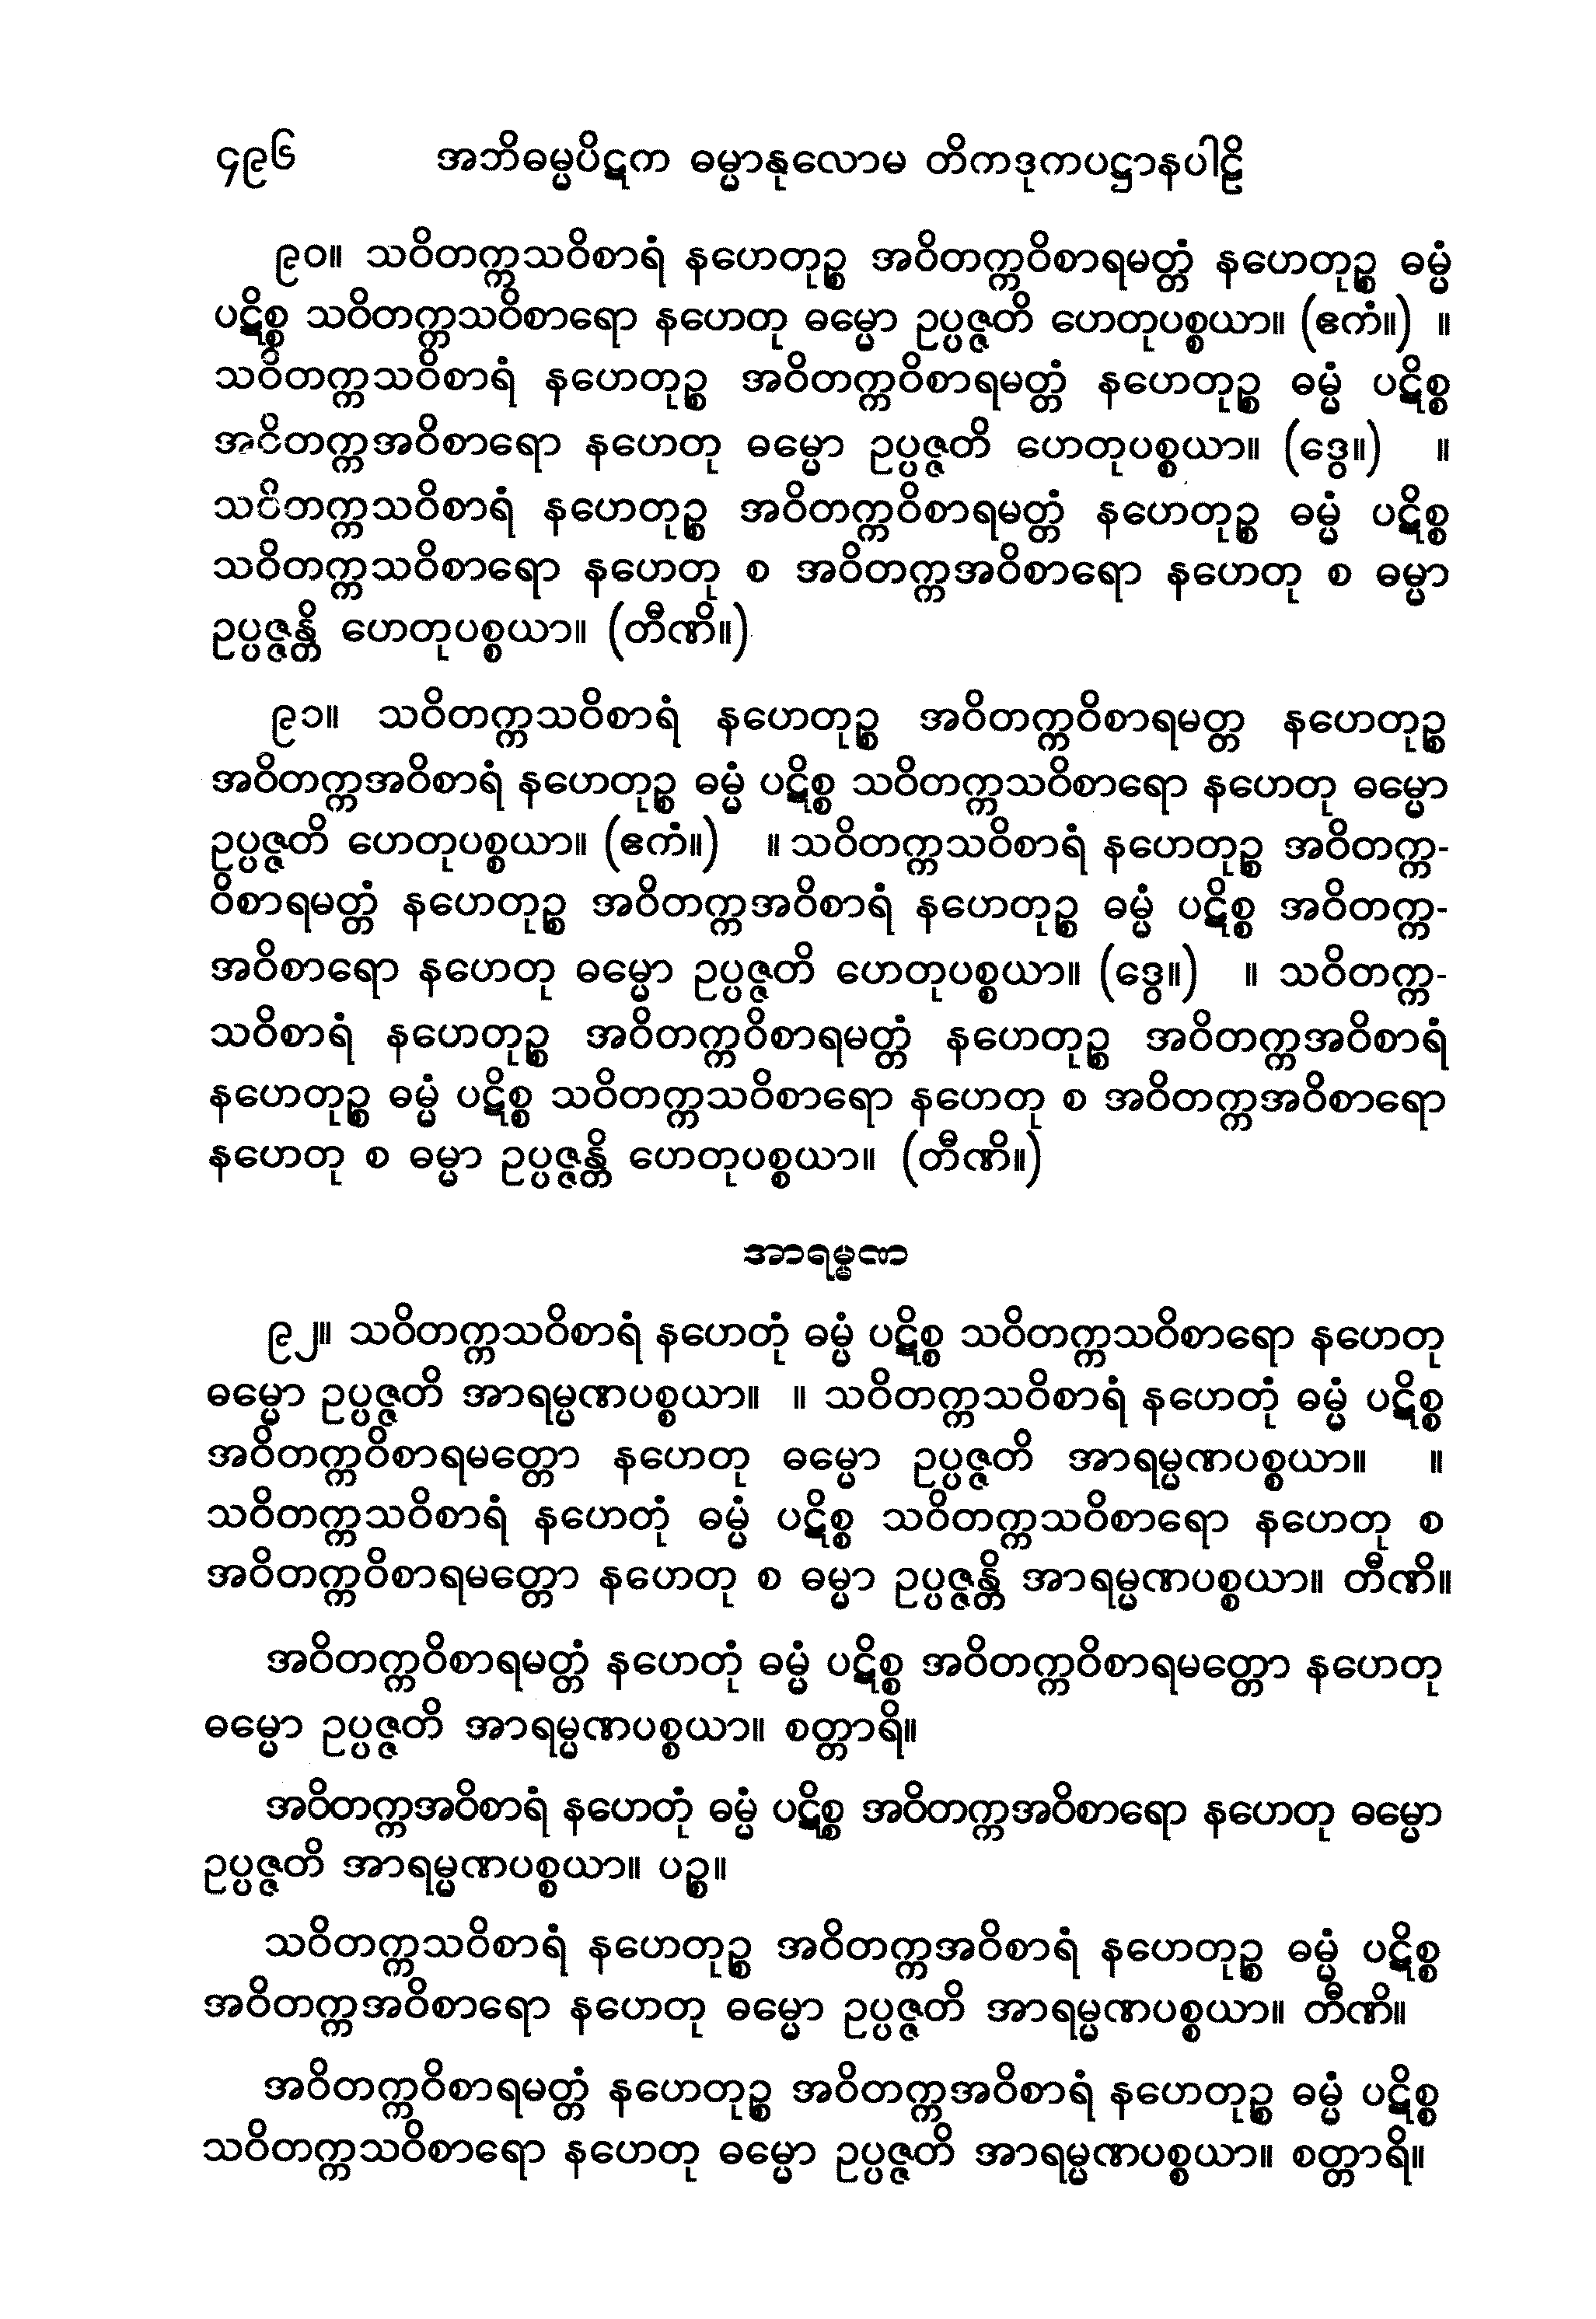 ၄၉၆ အဘိဓမ္မပိဋက ဓမ္မာနုလောမ တိကဒုကပဋ္ဌာနပါဠိ
၉၀။ သဝိတက္ကသဝိစာရံ နဟေတုဉ္စ အဝိတက္ကဝိစာရမတ္တံ နဟေတုဉ္စ ဓမ္မံ
ပဋိစ္စ သဝိတက္ကသဝိစာရော နဟေတု ဓမ္မော ဥပ္ပဇ္ဇတိ ဟေတုပစ္စယာ။ (ဧကံ။) ။
သဝိတက္ကသဝိစာရံ နဟေတုဉ္စ အဝိတက္ကဝိစာရမတ္တံ နဟေတုဉ္စ ဓမ္မံ ပဋိစ္စ
အဝိတက္ကအဝိစာရော နဟေတု ဓမ္မော ဥပ္ပဇ္ဇတိ ဟေတုပစ္စယာ။ (ဒွေ။) ။
သဝိတက္ကသဝိစာရံ နဟေတုဉ္စ အဝိတက္ကဝိစာရမတ္တံ နဟေတုဉ္စ ဓမ္မံ ပဋိစ္စ
သဝိတက္ကသဝိစာရော နဟေတု စ အဝိတက္ကအဝိစာရော နဟေတု စ ဓမ္မာ
ဥပ္ပဇ္ဇန္တိ ဟေတုပစ္စယာ။ (တီဏိ။)
၉၁။ သဝိတက္ကသဝိစာရံ နဟေတုဉ္စ အဝိတက္ကဝိစာရမတ္တ နဟေတုဉ္စ
အဝိတက္ကအဝိစာရံ နဟေတုဉ္စ ဓမ္မံ ပဋိစ္စ သဝိတက္ကသဝိစာရော နဟေတု ဓမ္မော
ဥပ္ပဇ္ဇတိ ဟေတုပစ္စယာ။ (ဧကံ။) ။ သဝိတက္ကသဝိစာရံ နဟေတုဉ္စ အဝိတက္က-
ဝိစာရမတ္တံ နဟေတုဉ္စ အဝိတက္ကအဝိစာရံ နဟေတုဉ္စ ဓမ္မံ ပဋိစ္စ အဝိတက္က-
အဝိစာရော နဟေတု ဓမ္မော ဥပ္ပဇ္ဇတိ ဟေတုပစ္စယာ။ (ဒွေ။) ။ သဝိတက္က-
သဝိစာရံ နဟေတုဉ္စ အဝိတက္ကဝိစာရမတ္တံ နဟေတုဉ္စ အဝိတက္ကအဝိစာရံ
နဟေတုဉ္စ ဓမ္မံ ပဋိစ္စ သဝိတက္ကသဝိစာရော နဟေတု စ အဝိတက္ကအဝိစာရော
နဟေတု စ ဓမ္မာ ဥပ္ပဇ္ဇန္တိ ဟေတုပစ္စယာ။ (တီဏိ။)
အာရမ္မဏ
၉၂။ သဝိတက္ကသဝိစာရံ နဟေတုံ ဓမ္မံ ပဋိစ္စ သဝိတက္ကသဝိစာရော နဟေတု
ဓမ္မော ဥပ္ပဇ္ဇတိ အာရမ္မဏပစ္စယာ။ ။ သဝိတက္ကသဝိစာရံ နဟေတုံ ဓမ္မံ ပဋိစ္စ
အဝိတက္ကဝိစာရမတ္တော နဟေတု ဓမ္မော ဥပ္ပဇ္ဇတိ အာရမ္မဏပစ္စယာ။ ။
သဝိတက္ကသဝိစာရံ နဟေတုံ ဓမ္မံ ပဋိစ္စ သဝိတက္ကသဝိစာရော နဟေတု စ
အဝိတက္ကဝိစာရမတ္တော နဟေတု စ ဓမ္မာ ဥပ္ပဇ္ဇန္တိ အာရမ္မဏပစ္စယာ။ တီဏိ။
အဝိတက္ကဝိစာရမတ္တံ နဟေတုံ ဓမ္မံ ပဋိစ္စ အဝိတက္ကဝိစာရမတ္တော နဟေတု
ဓမ္မော ဥပ္ပဇ္ဇတိ အာရမ္မဏပစ္စယာ။ စတ္တာရိ။
အဝိတက္ကအဝိစာရံ နဟေတုံ ဓမ္မံ ပဋိစ္စ အဝိတက္ကအဝိစာရော နဟေတု ဓမ္မော
ဥပ္ပဇ္ဇတိ အာရမ္မဏပစ္စယာ။ ပဉ္စ။
သဝိတက္ကသဝိစာရံ နဟေတုဉ္စ အဝိတက္ကအဝိစာရံ နဟေတုဉ္စ ဓမ္မံ ပဋိစ္စ
အဝိတက္ကအဝိစာရော နဟေတု ဓမ္မော ဥပ္ပဇ္ဇတိ အာရမ္မဏပစ္စယာ။ တီဏိ။
အဝိတက္ကဝိစာရမတ္တံ နဟေတုဉ္စ အဝိတက္ကအဝိစာရံ နဟေတုဉ္စ ဓမ္မံ ပဋိစ္စ
သဝိတက္ကသဝိစာရော နဟေတု ဓမ္မော ဥပ္ပဇ္ဇတိ အာရမ္မဏပစ္စယာ။ စတ္တာရိ။